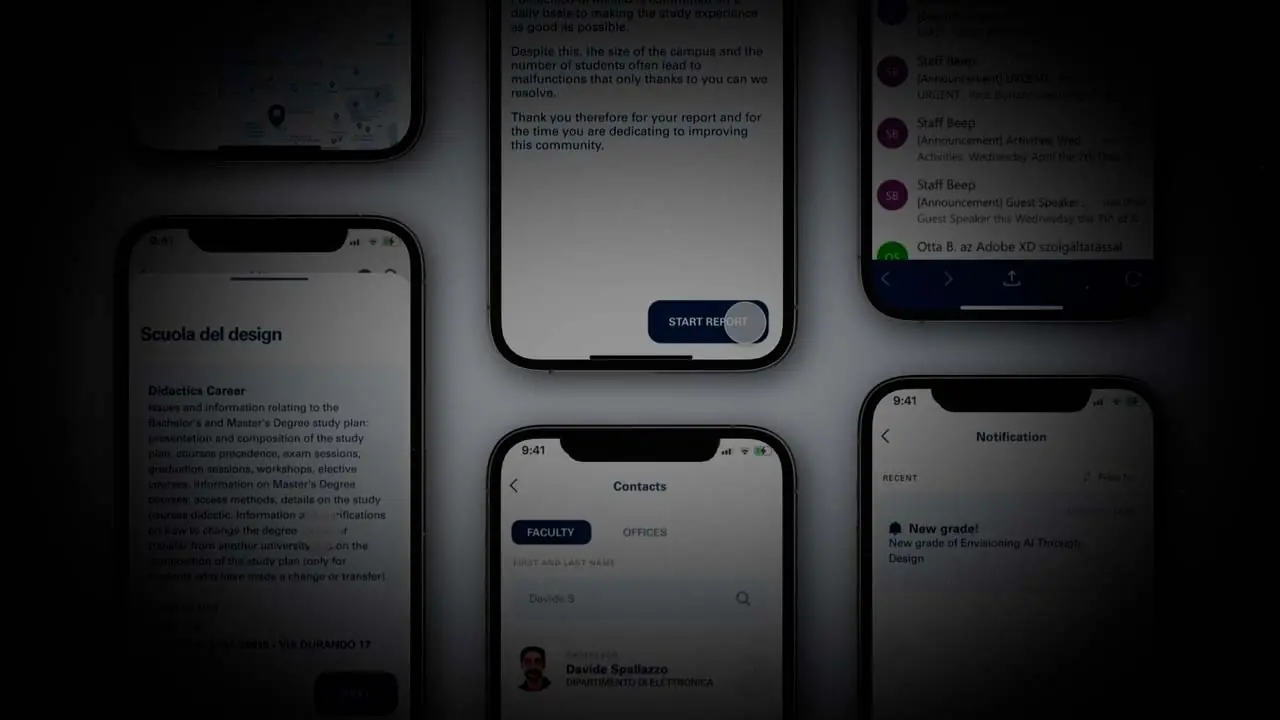 9:41
Scuola del design
Didactics Career
Issues and information relating to the
Bachelor's and Master's Degree study plan:
presentation and composition of the study
plan, courses precedence, exam sessions,
graduation sessions, workshops, elective
courses, information on Master's Degree
courses, access methods, details on the study
courses didactic. Information
on how to change the degree
transfer from another university on the
composition of the study plan (only for
students who have made a change or transfer)
- VIA DURANDO 17
daily basis to making the study experience
as good as possible.
Despite this, the size of the campus and the
number of students often lead to
malfunctions that only thanks to you can we
resolve.
Thank you therefore for your report and for
the time you are dedicating to improving
this community.
START REPORT
9:41
Contacts
FACULTY OFFICES
FIRST AND LAST NAME
Davide S
PROFESSOR
Davide Spallazzo
DIPARTIMENTO DI ELETTRONICA
SB Staff Beep
[Announcement] URGENT
URGENT
SB Staff Beep
[Announcement] Activities Wed
Activities. Wednesday April the 7th
SB Staff Beep
[Announcement] Guest Speaker
Guest Speaker this Wednesday the 7th of A
OS Otta B. az Adobe XD szolgáltatással
9:41
Notification
RECENT
New grade!
New grade of Envisioning AI Through
Design